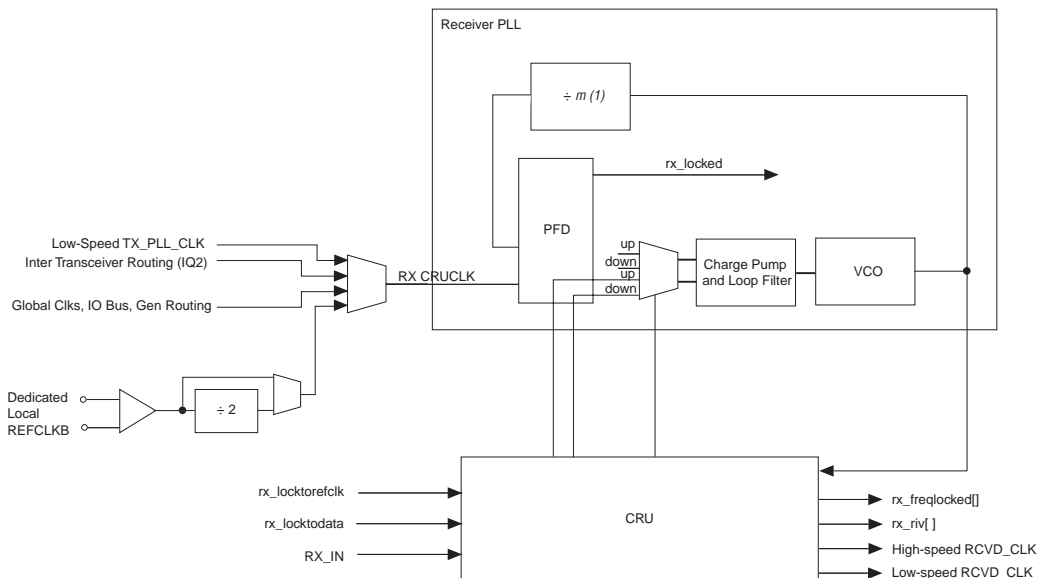 Receiver PLL
÷ m (1)
rx_locked
PFD
up
down
up
down
Charge Pump
and Loop Filter
VCO
Low-Speed TX_PLL_CLK
Inter Transceiver Routing (IQ2)
Global Clks, IO Bus, Gen Routing
RX CRUCLK
Dedicated
Local
REFCLKB
÷ 2
rx_locktorefclk
rx_locktodata
RX_IN
CRU
rx_freqlocked[]
rx_riv[ ]
High-speed RCVD_CLK
Low-speed RCVD_CLK